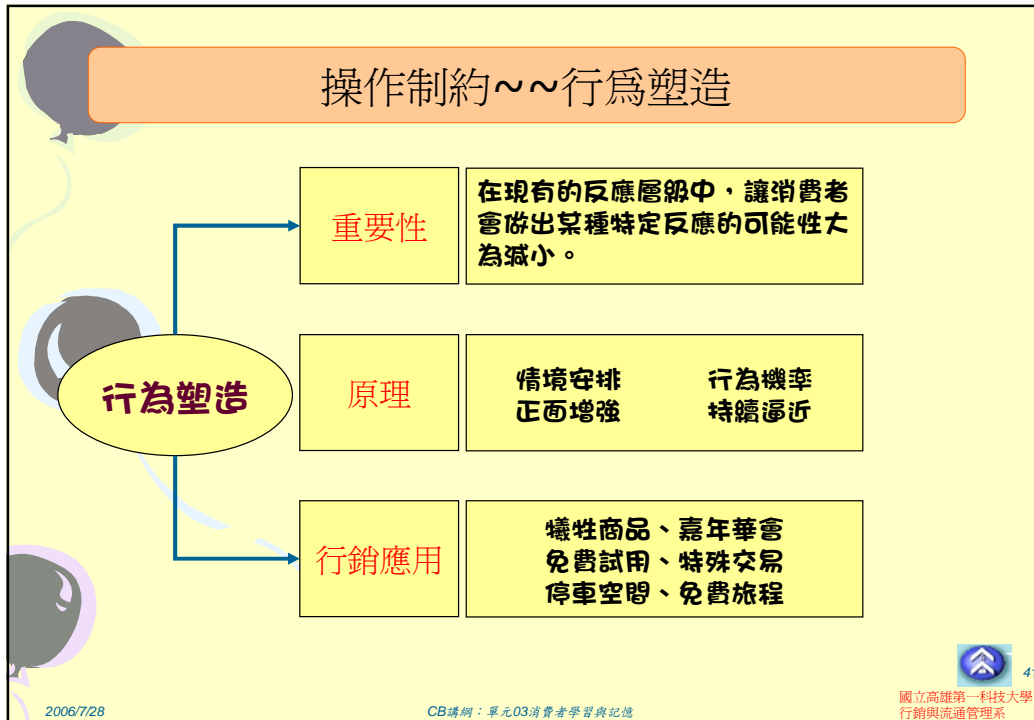 操作制約~~行為塑造
重要性
在現有的反應層級中，讓消費者
會做出某種特定反應的可能性大
為減小。
行為塑造
原理
情境安排 行為機率
正面增強 持續逼近
行銷應用
犧牲商品、嘉年華會
免費試用、特殊交易
停車空間、免費旅程
2006/7/28
CB講網：單元03消費者學習與記憶
41
國立高雄第一科技大學
行銷與流通管理系